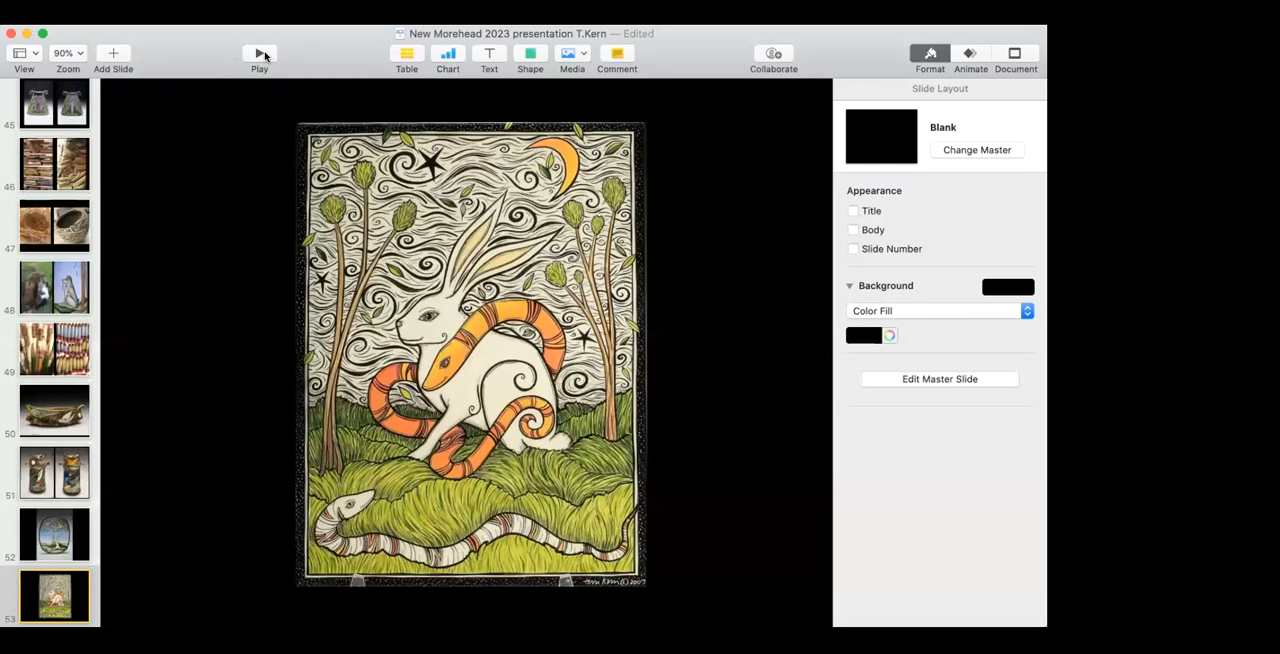 New Morehead 2023 presentation T.Kern — Edited
90%
View
Zoom
Add Slide
Play
Table
Chart
Text
Shape
Media
Comment
Collaborate
Format
Animate
Document
Slide Layout
Blank
Change Master
Appearance
Title
Body
Slide Number
Background
Color Fill
Edit Master Slide
45
46
47
48
49
50
51
52
53